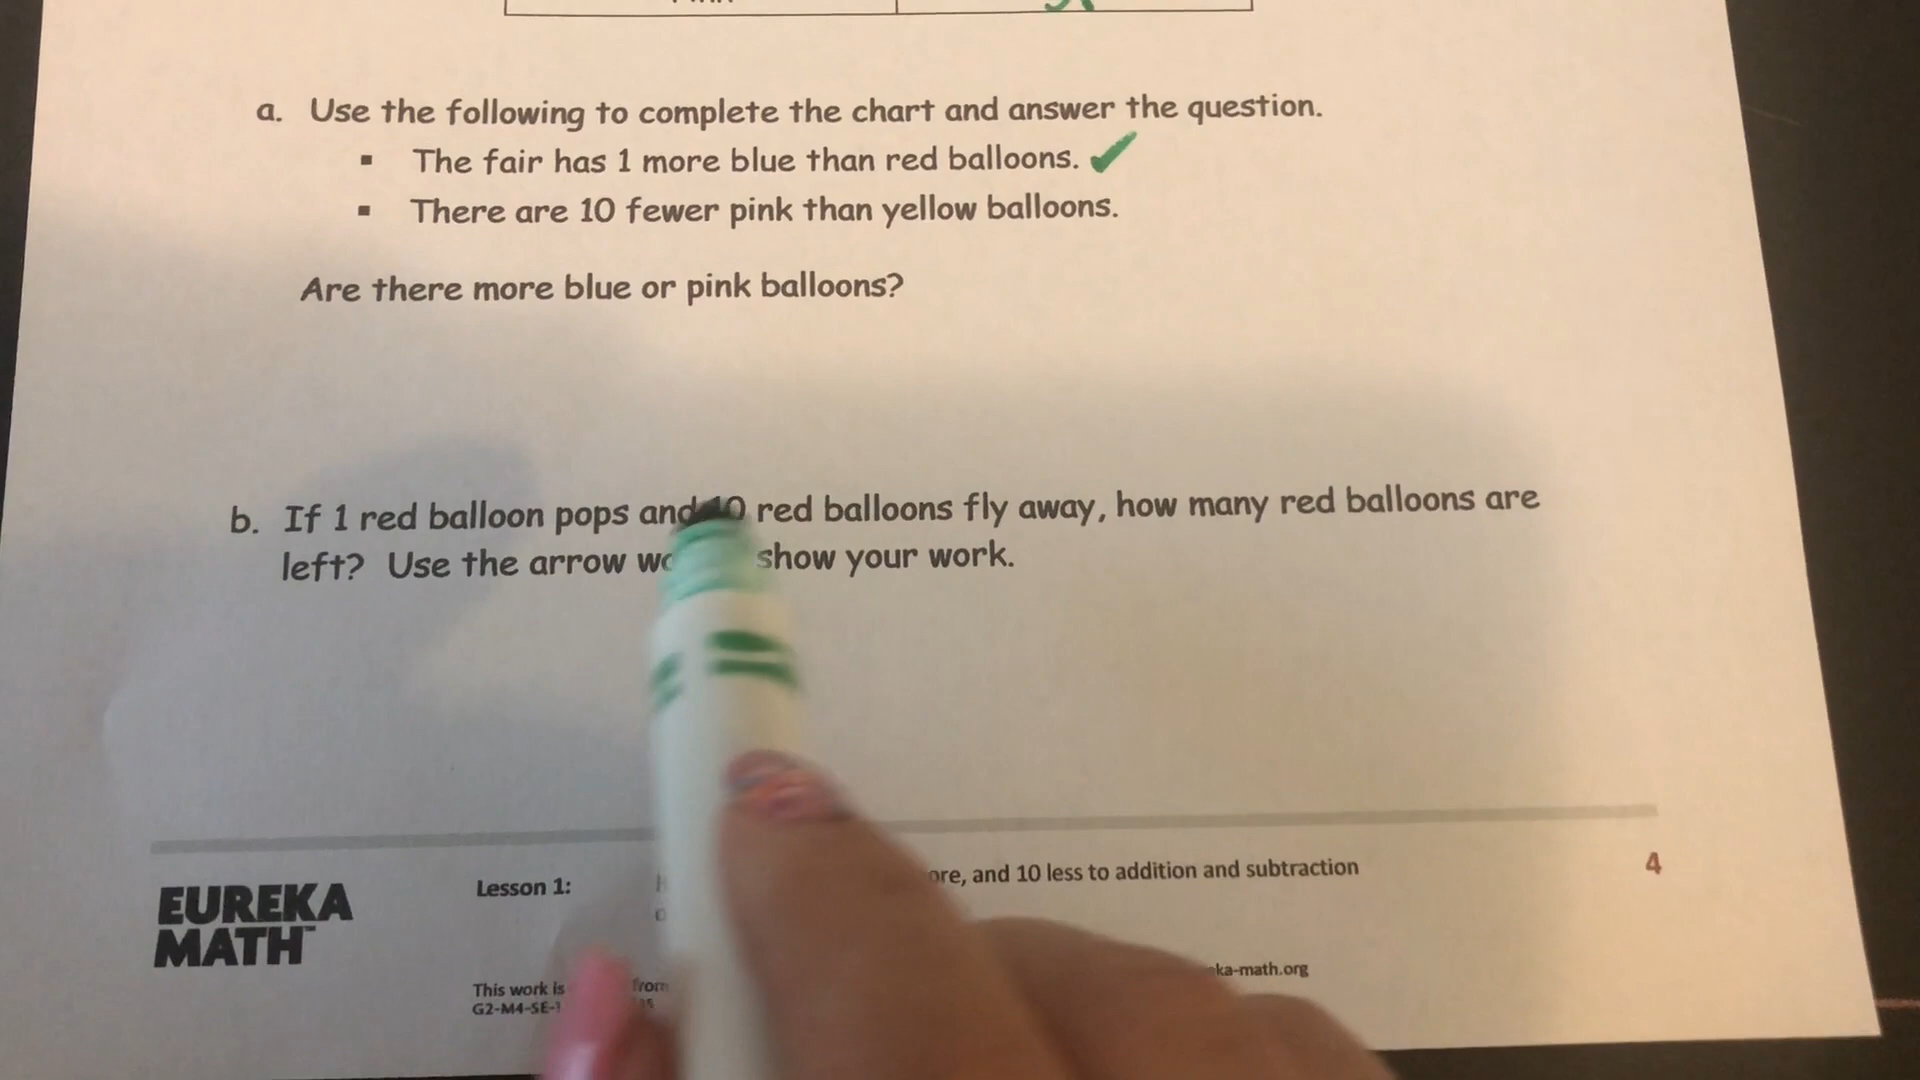 a. Use the following to complete the chart and answer the question.
▪ The fair has 1 more blue than red balloons. ✓
▪ There are 10 fewer pink than yellow balloons.
Are there more blue or pink balloons?
b. If 1 red balloon pops and 10 red balloons fly away, how many red balloons are
left? Use the arrow show your work.
EUREKA
MATH™
Lesson 1: and 10 less to addition and subtraction
4
This work is from
G2-M4-SE-1
ka-math.org